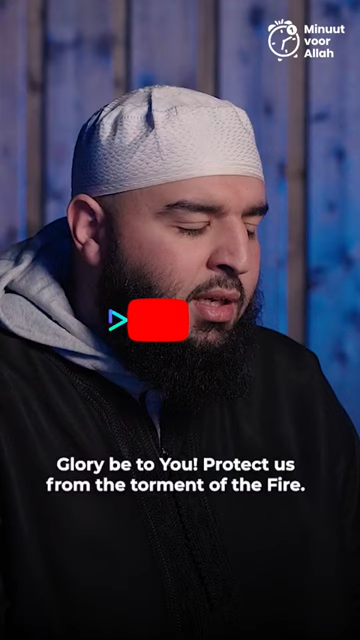 Minuut
voor
Allah
Glory be to You! Protect us
from the torment of the Fire.